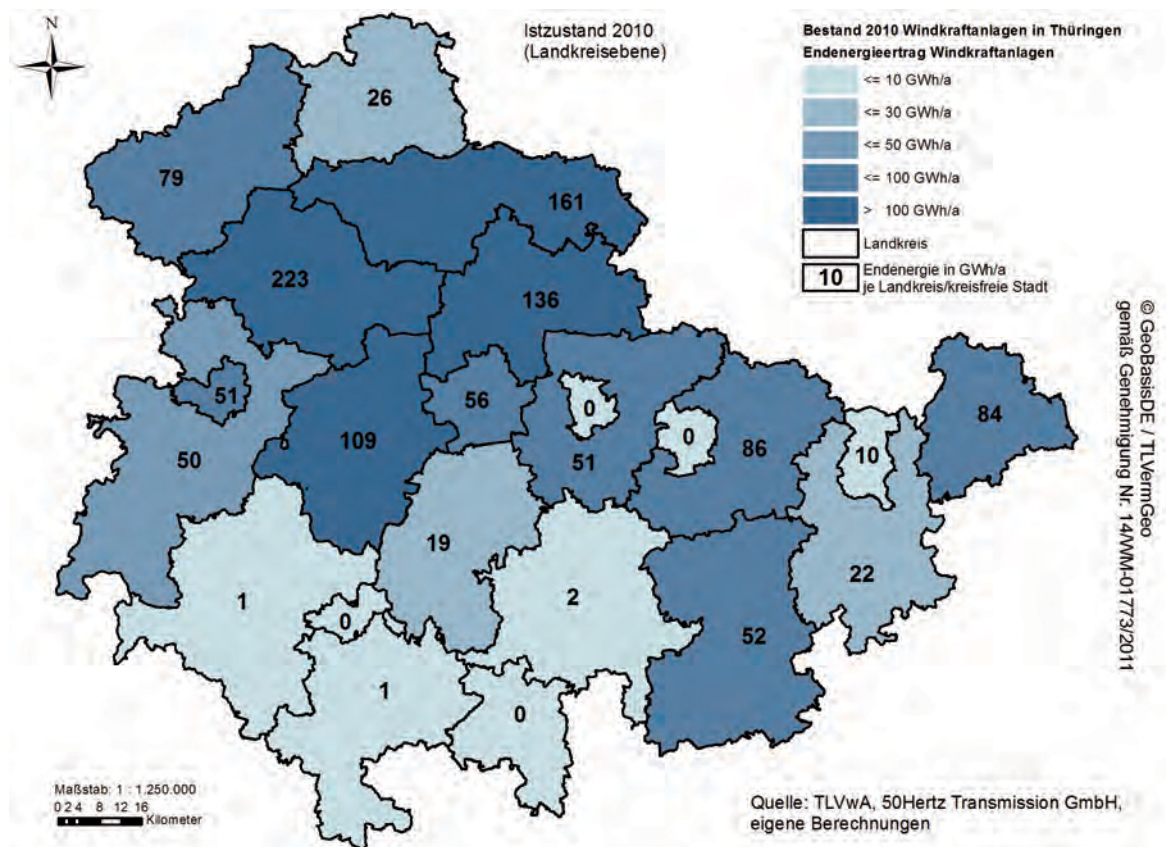 N
Istzustand 2010
(Landkreisebene)
Bestand 2010 Windkraftanlagen in Thüringen
Endenergieertrag Windkraftanlagen
<= 10 GWh/a
<= 30 GWh/a
<= 50 GWh/a
<= 100 GWh/a
> 100 GWh/a
Landkreis
10 Endenergie in GWh/a
je Landkreis/kreisfreie Stadt
26
79
161
223
136
51
56
0
0
84
109
50
51
86
10
19
22
1
2
0
52
1
0
© GeoBasisDE / TLVermGeo
gemäß Genehmigung Nr. 14/WM-01773/2011
Maßstab: 1 : 1.250.000
0 2 4 8 12 16
Kilometer
Quelle: TLVwA, 50Hertz Transmission GmbH,
eigene Berechnungen